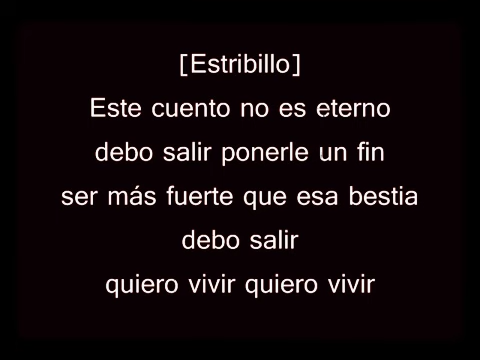 [Estribillo]
Este cuento no es eterno
debo salir ponerle un fin
ser más fuerte que esa bestia
debo salir
quiero vivir quiero vivir